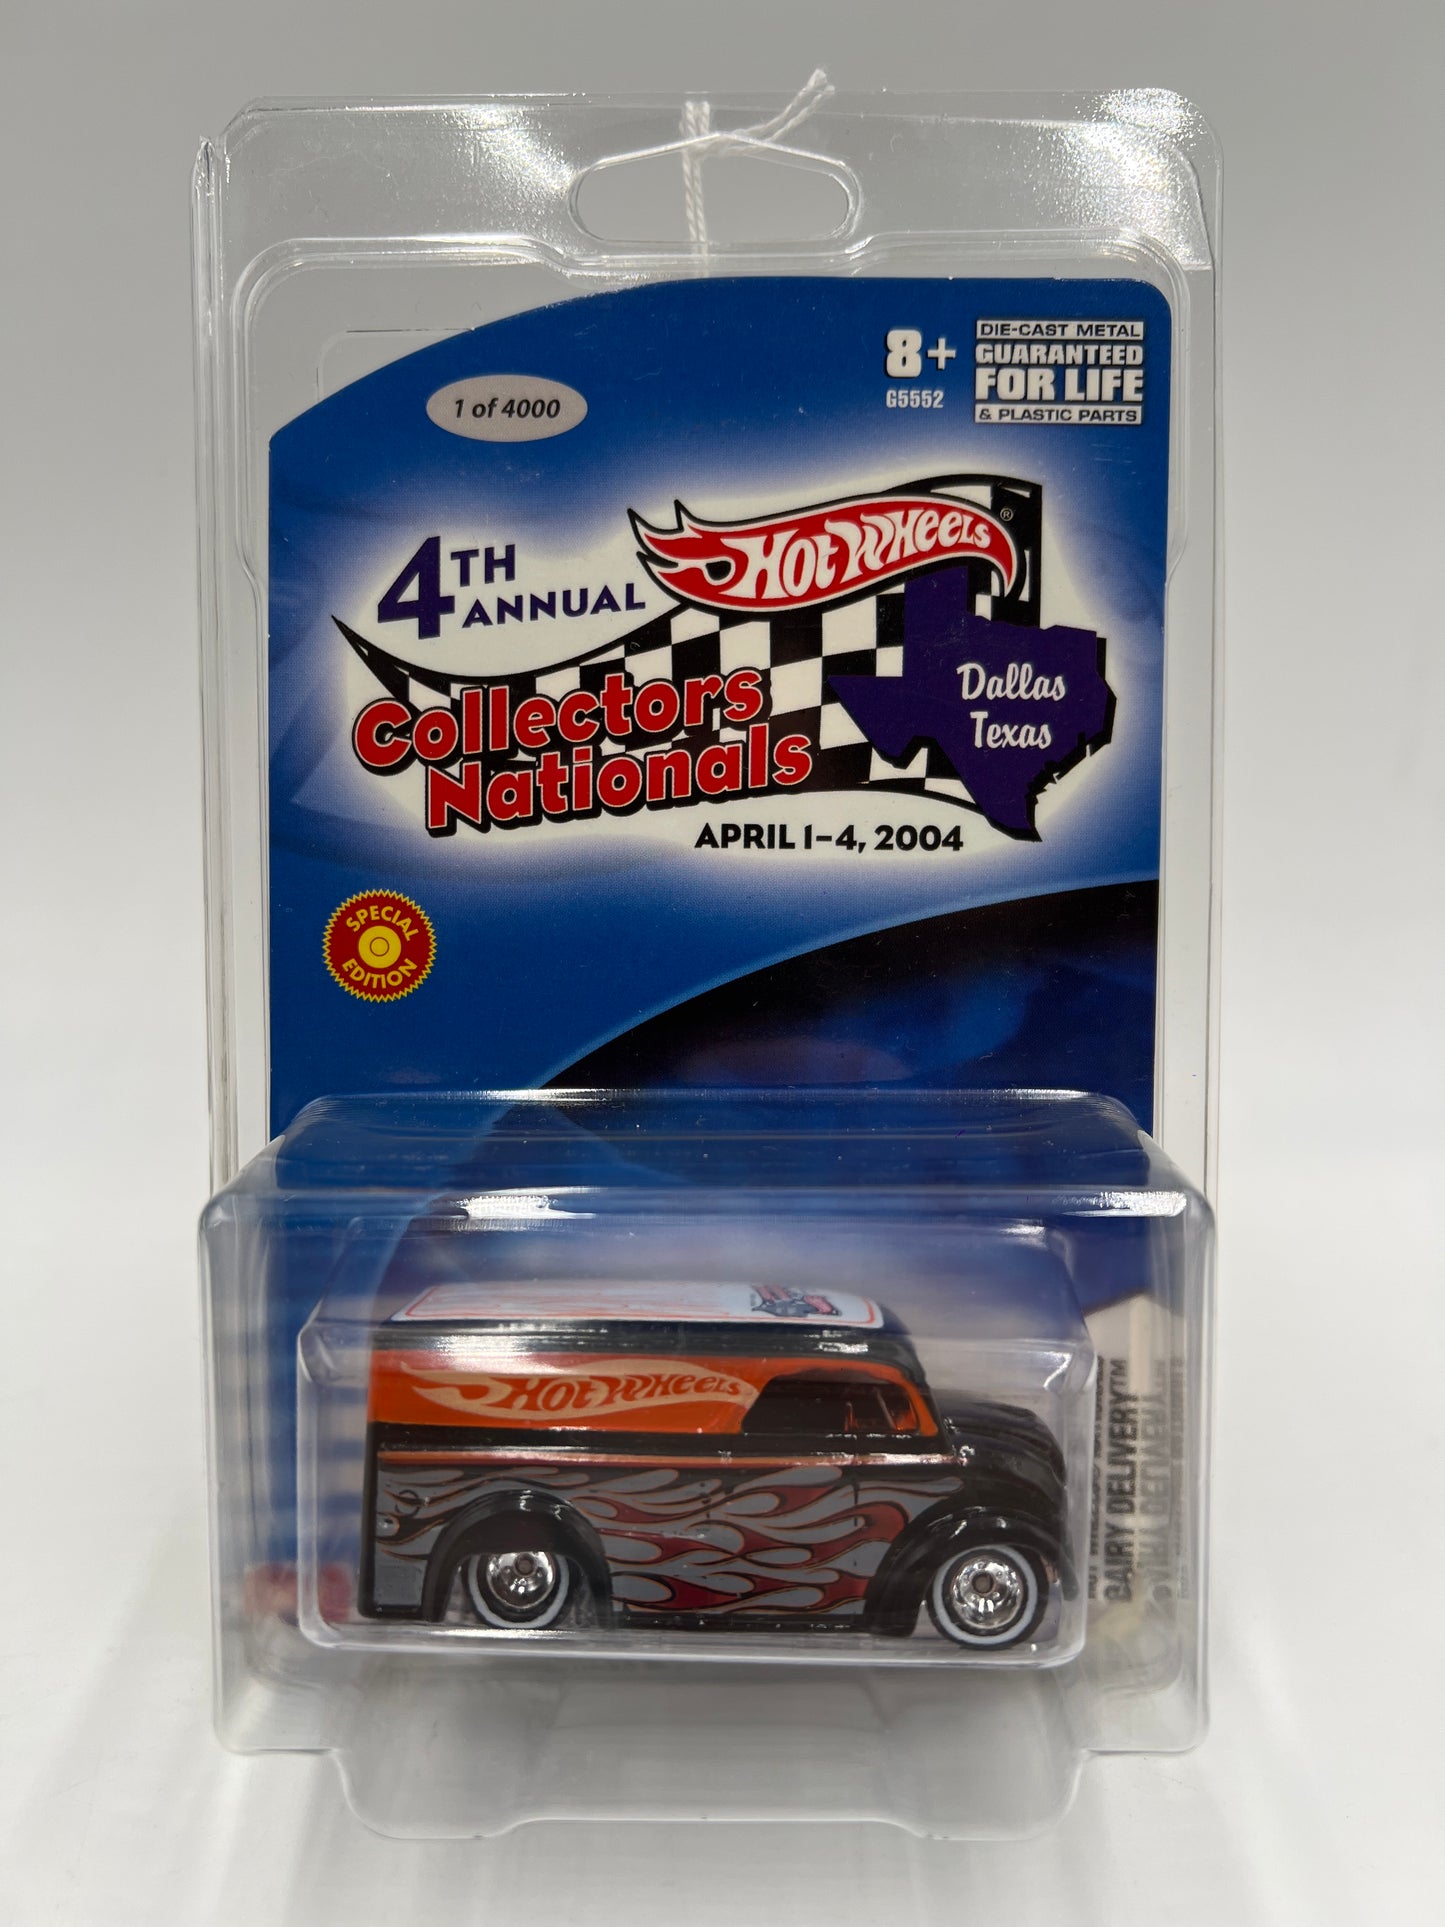 8+
G5552
DIE-CAST METAL
GUARANTEED
FOR LIFE
& PLASTIC PARTS
1 of 4000
4TH
ANNUAL
HOT WHEELS®
Collectors
Nationals
Dallas
Texas
APRIL 1-4, 2004
SPECIAL
EDITION
HOT WHEELS
DAIRY DELIVERY™